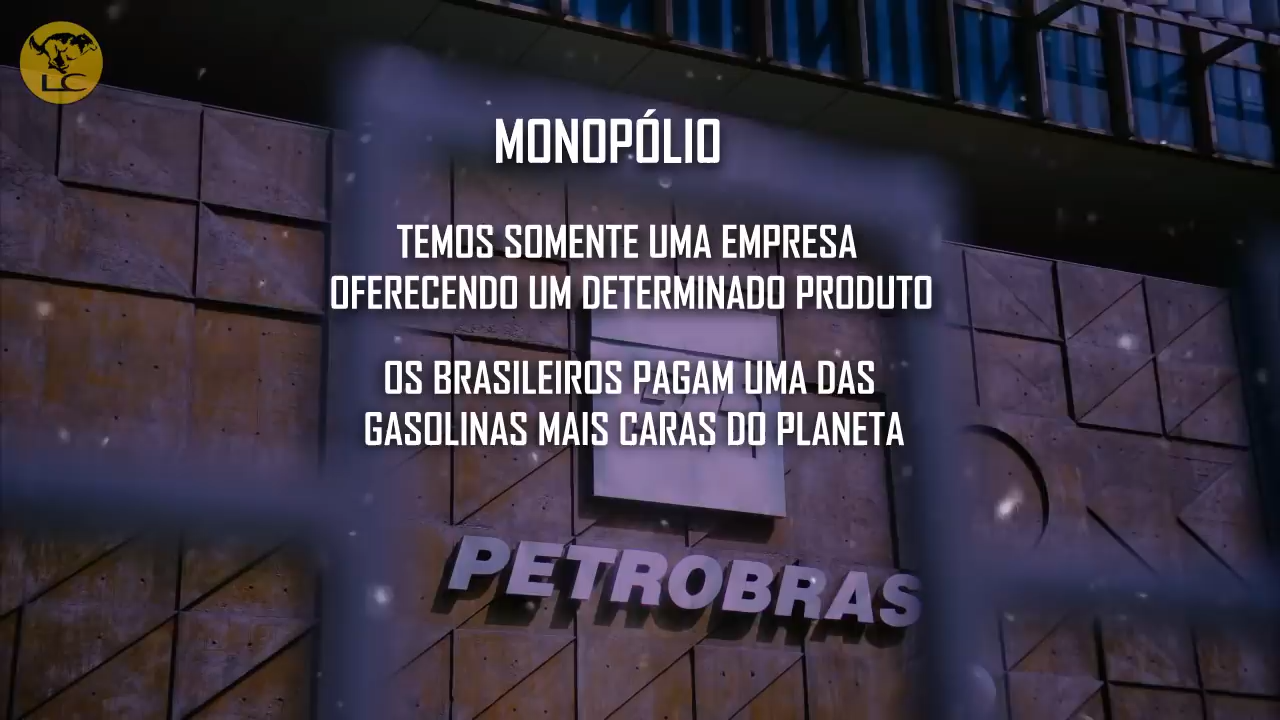 LC
MONOPÓLIO
TEMOS SOMENTE UMA EMPRESA
OFERECENDO UM DETERMINADO PRODUTO
OS BRASILEIROS PAGAM UMA DAS
GASOLINAS MAIS CARAS DO PLANETA
BR
PETROBRAS